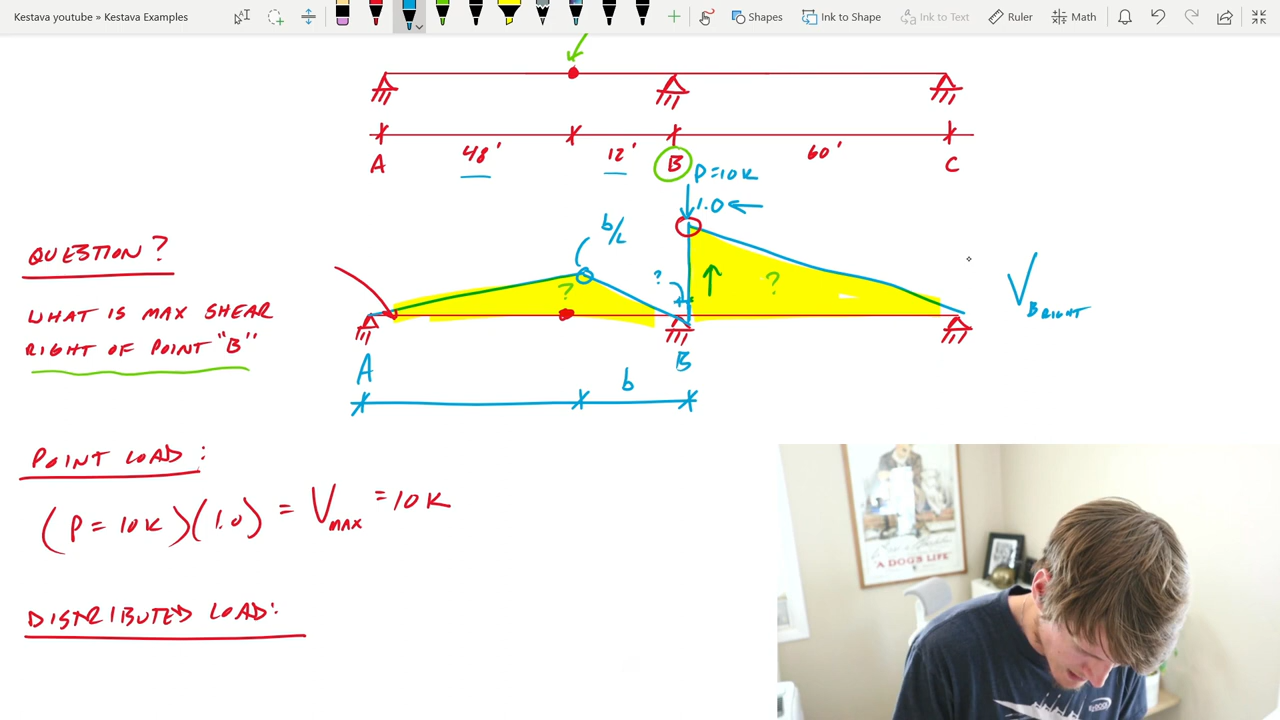 Kestava youtube » Kestava Examples
Shapes
Ink to Shape
Ink to Text
Ruler
Math
48'
12'
60'
A
B
C
P=10K
1.0
b/L
?
?
?
V B RIGHT
QUESTION?
WHAT IS MAX SHEAR
RIGHT OF POINT "B"
A
B
b
POINT LOAD:
(P = 10K)(1.0) = V MAX = 10K
DISTRIBUTED LOAD:
"A DOG'S LIFE"